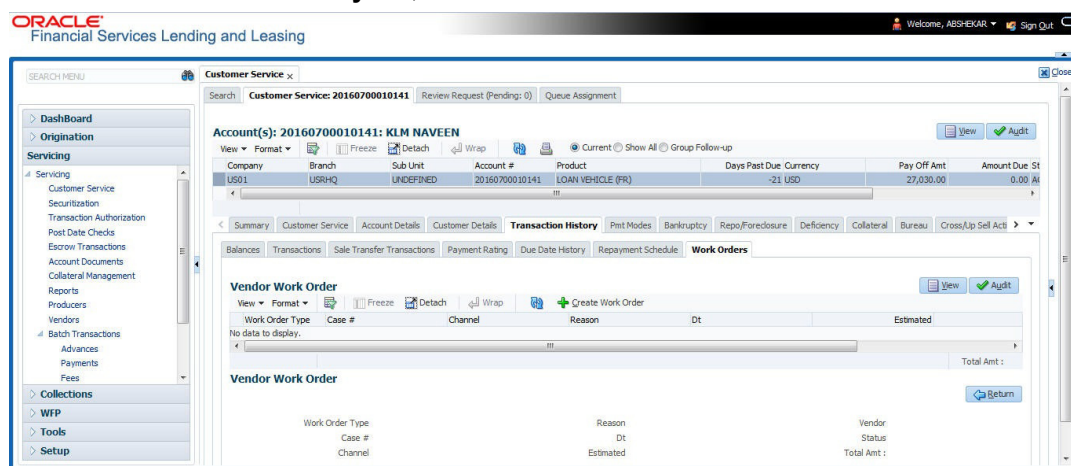 ORACLE
Financial Services Lending and Leasing
Welcome, ABSHEKAR Sign Out
SEARCH MENU
Customer Service x
Close
Search Customer Service: 20160700010141 Review Request (Pending: 0) Queue Assignment
DashBoard
Origination
Servicing
Servicing
Customer Service
Securitization
Transaction Authorization
Post Date Checks
Escrow Transactions
Account Documents
Collateral Management
Reports
Producers
Vendors
Batch Transactions
Advances
Payments
Fees
Collections
WFP
Tools
Setup
Account(s): 20160700010141: KLM NAVEEN
View Audit
View Format Freeze Detach Wrap Current Show All Group Follow-up
Company Branch Sub Unit Account # Product Days Past Due Currency Pay Off Amt Amount Due St
US01 USRHQ UNDEFINED 20160700010141 LOAN VEHICLE (FR) -21 USD 27,030.00 0.00
Summary Customer Service Account Details Customer Details Transaction History Pmt Modes Bankruptcy Repo/Foreclosure Deficiency Collateral Bureau Cross/Up Sell Acti
Balances Transactions Sale Transfer Transactions Payment Rating Due Date History Repayment Schedule Work Orders
Vendor Work Order
View Audit
View Format Freeze Detach Wrap Create Work Order
Work Order Type Case # Channel Reason Dt Estimated
No data to display.
Total Amt :
Vendor Work Order
Return
Work Order Type Reason Vendor
Case # Dt Status
Channel Estimated Total Amt :